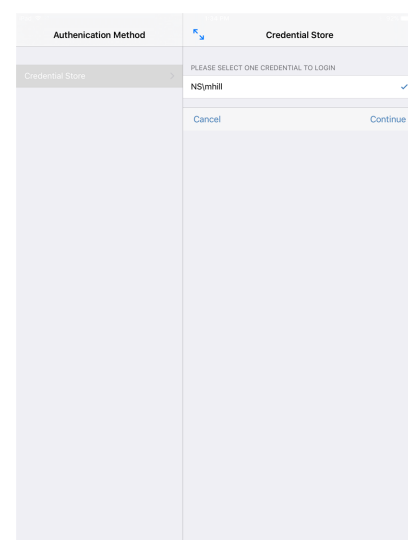 Authenication Method
Credential Store
Credential Store
PLEASE SELECT ONE CREDENTIAL TO LOGIN
NS\mhill
Cancel
Continue